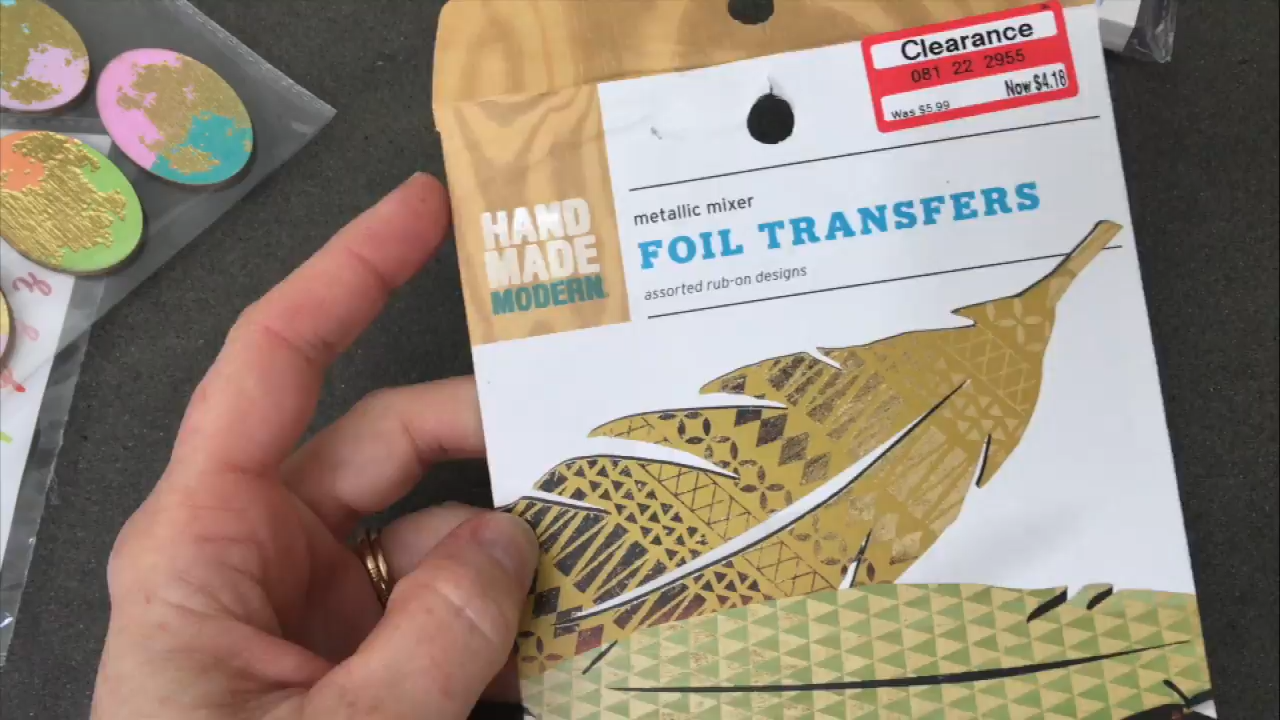 Clearance
081 22 2955
Was $5.99 Now $4.18
HAND
MADE
MODERN
metallic mixer
FOIL TRANSFERS
assorted rub-on designs